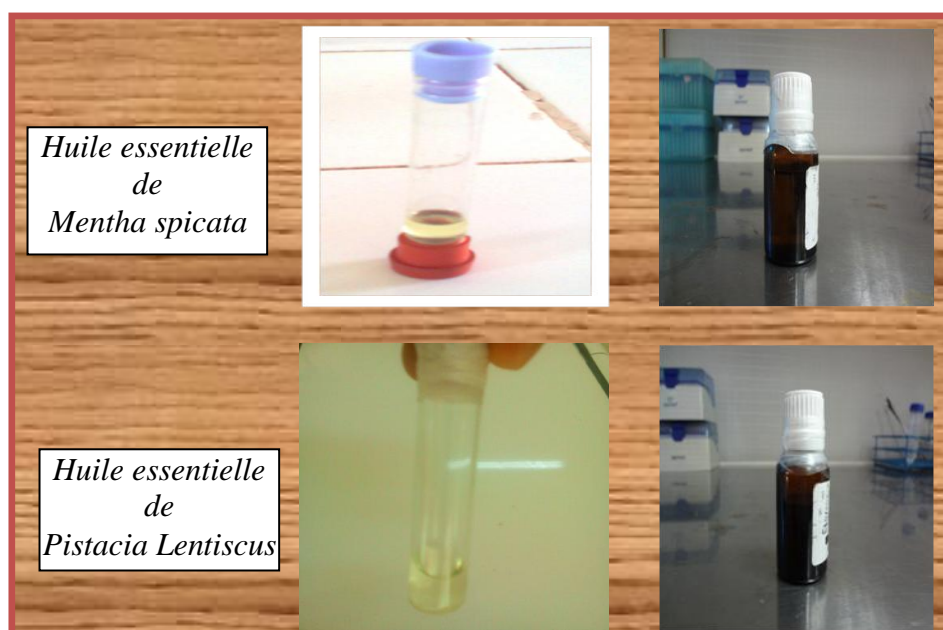 Huile essentielle
de
Mentha spicata
Huile essentielle
de
Pistacia Lentiscus